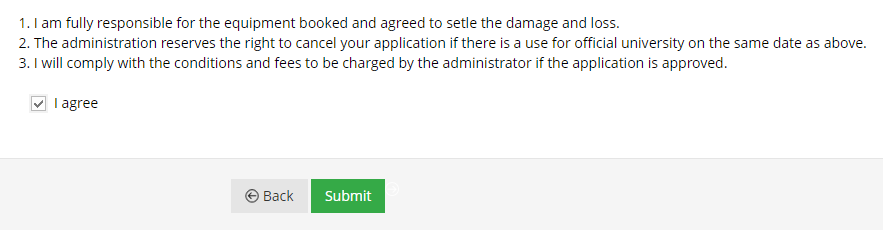 1. I am fully responsible for the equipment booked and agreed to setle the damage and loss.
2. The administration reserves the right to cancel your application if there is a use for official university on the same date as above.
3. I will comply with the conditions and fees to be charged by the administrator if the application is approved.
I agree
Back Submit